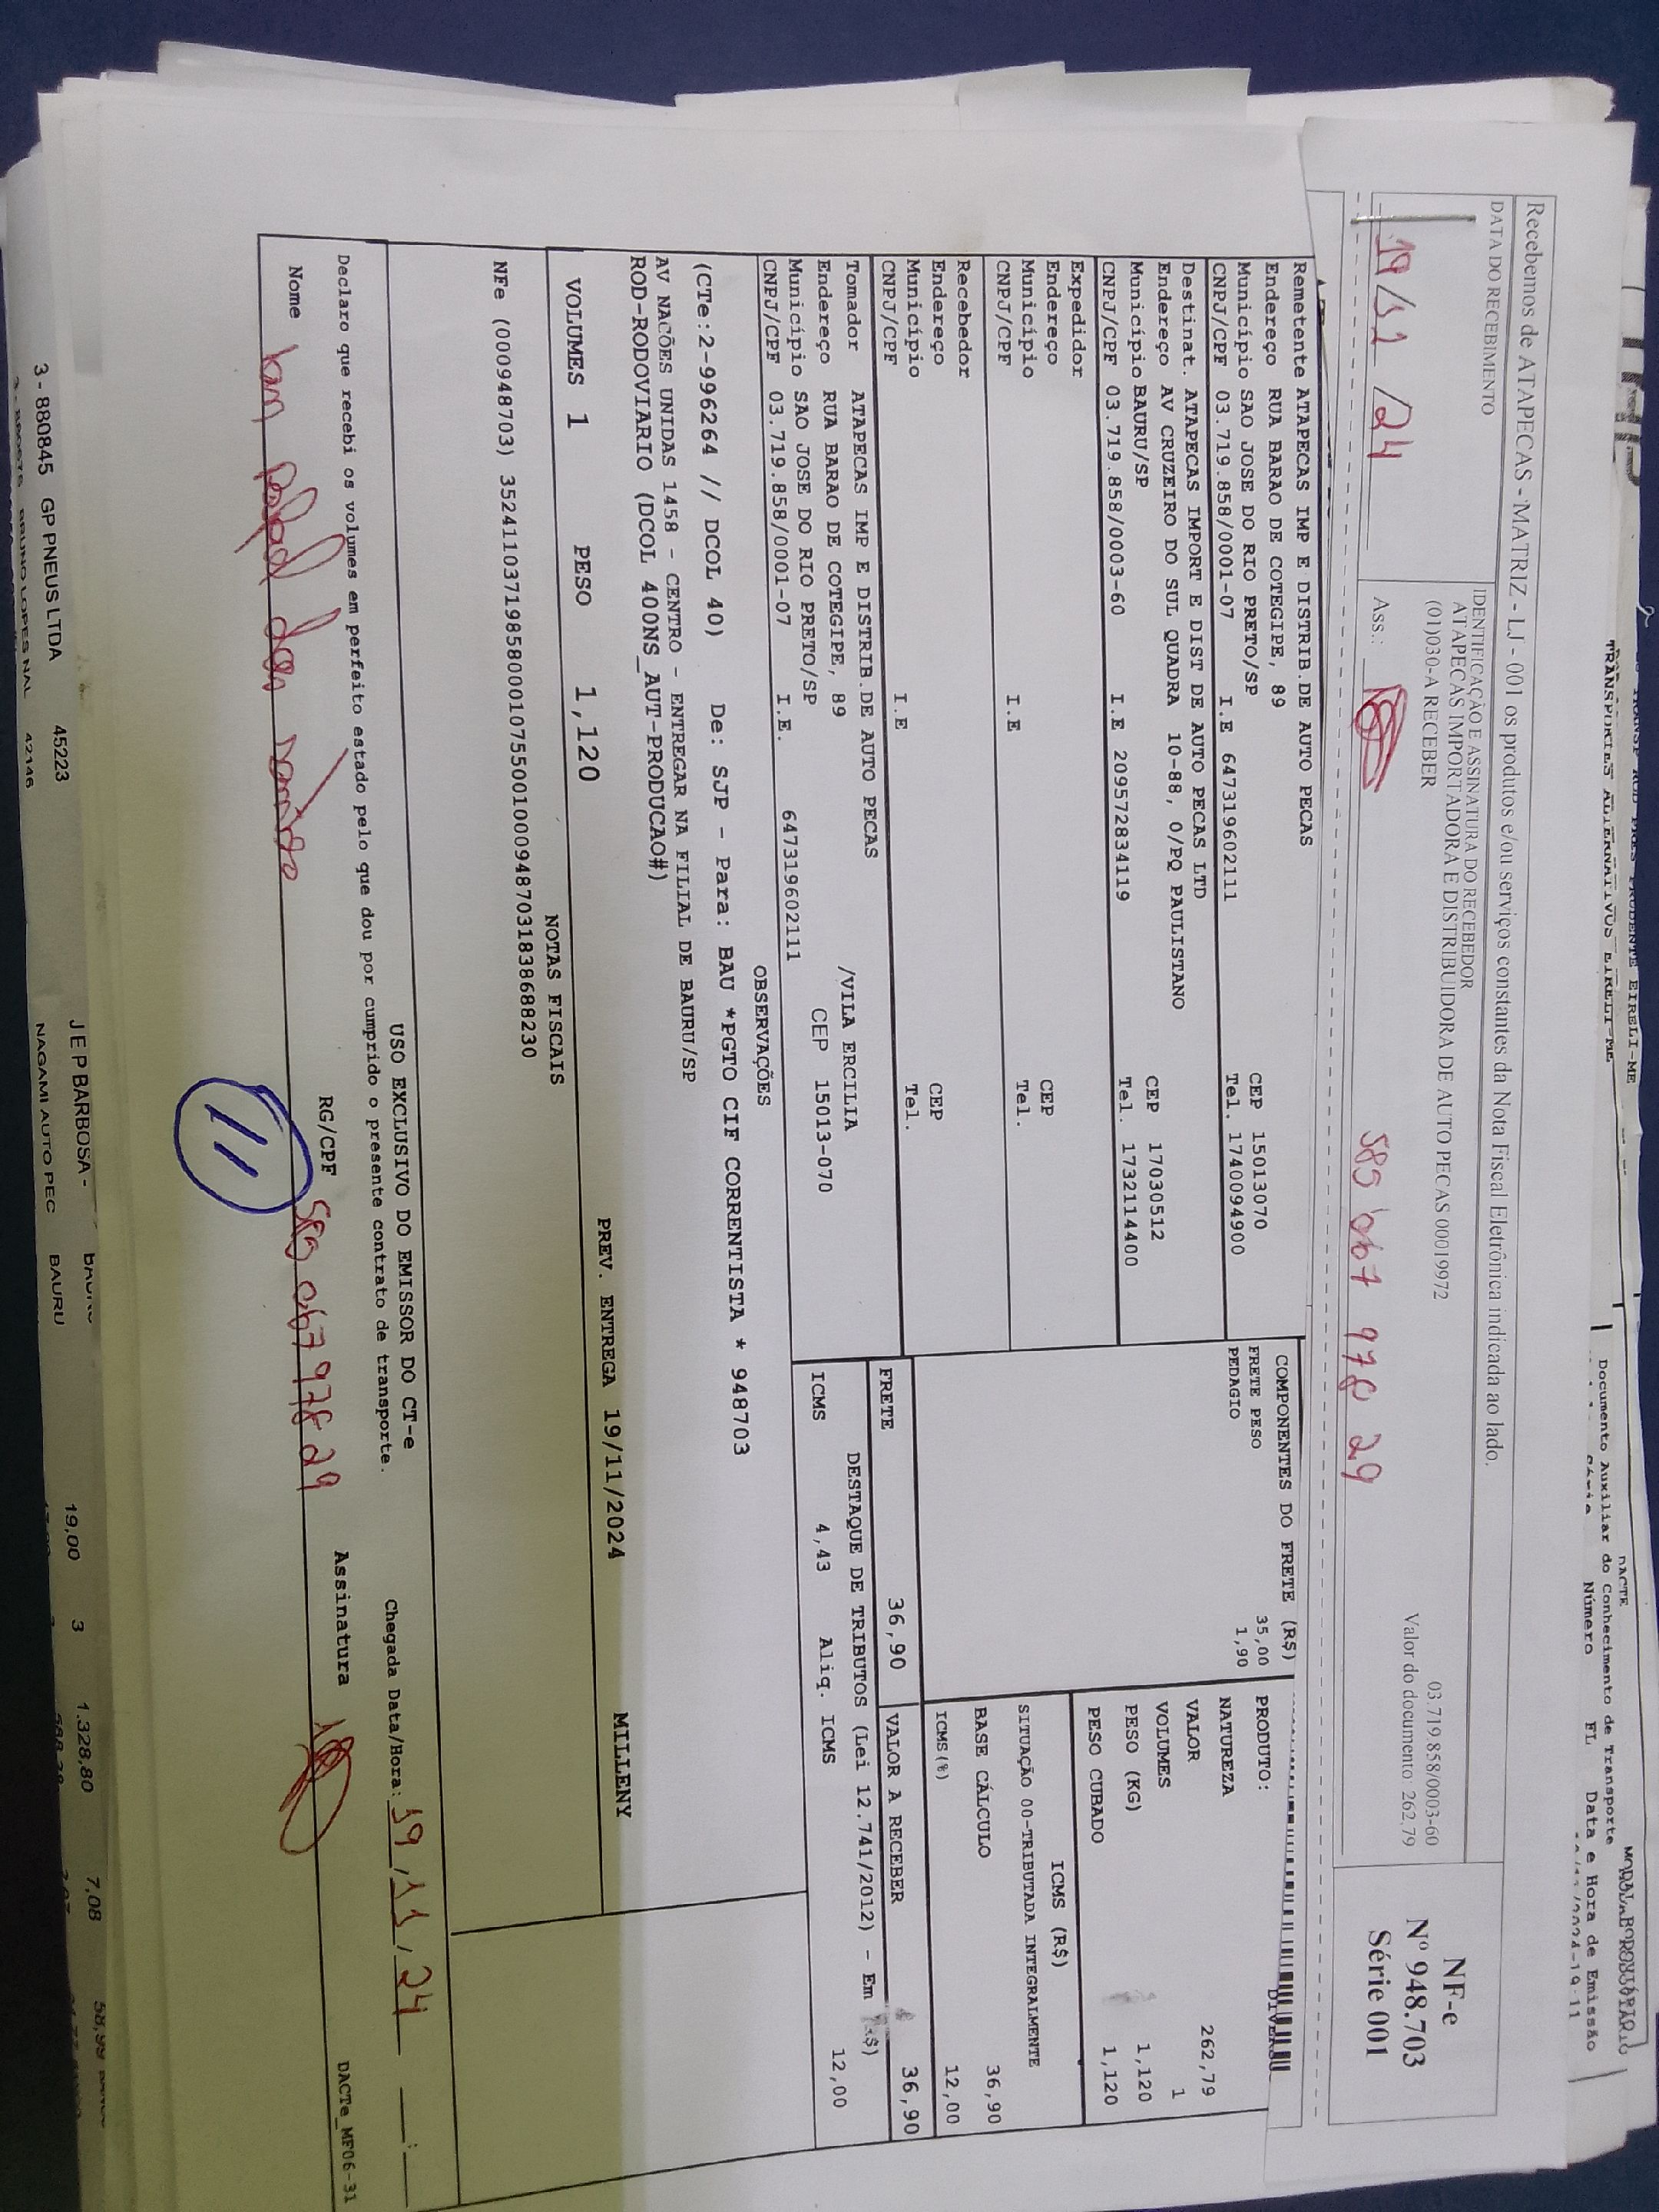 TRANSPORTES ALTERNATIVOS EIRELI-ME
DACTE
Documento Auxiliar do Conhecimento de Transporte
Número FL Data e Hora de Emissão
Recebemos de ATAPECAS - MATRIZ - LJ - 001 os produtos e/ou serviços constantes da Nota Fiscal Eletrônica indicada ao lado.
DATA DO RECEBIMENTO
19/11/24
IDENTIFICAÇÃO E ASSINATURA DO RECEBEDOR
ATAPECAS IMPORTADORA E DISTRIBUIDORA DE AUTO PECAS 00019972
(01)030-A RECEBER
03.719.858/0003-60
Valor do documento: 262,79
Ass.:
585 067 978 29
NF-e
Nº 948.703
Série 001
Remetente ATAPECAS IMP E DISTRIB.DE AUTO PECAS
Endereço RUA BARAO DE COTEGIPE, 89 CEP 15013070
Município SAO JOSE DO RIO PRETO/SP Tel. 1740094900
CNPJ/CPF 03.719.858/0001-07 I.E 647319602111
Destinat. ATAPECAS IMPORT E DIST DE AUTO PECAS LTD
Endereço AV CRUZEIRO DO SUL QUADRA 10-88, 0/PQ PAULISTANO CEP 17030512
Município BAURU/SP Tel. 1732114400
CNPJ/CPF 03.719.858/0003-60 I.E 209572834119
Expedidor
Endereço CEP
Município Tel.
CNPJ/CPF I.E
Recebedor
Endereço CEP
Município Tel.
CNPJ/CPF I.E
Tomador ATAPECAS IMP E DISTRIB.DE AUTO PECAS
Endereço RUA BARAO DE COTEGIPE, 89 /VILA ERCILIA
Município SAO JOSE DO RIO PRETO/SP CEP 15013-070
CNPJ/CPF 03.719.858/0001-07 I.E. 647319602111
COMPONENTES DO FRETE (R$)
FRETE PESO 35,00
PEDAGIO 1,90
PRODUTO:
NATUREZA DIVERSO
VALOR 262,79
VOLUMES 1
PESO (KG) 1,120
PESO CUBADO 1,120
ICMS (R$)
SITUAÇÃO 00-TRIBUTADA INTEGRALMENTE
BASE CÁLCULO 36,90
ICMS(%) 12,00
FRETE 36,90 VALOR A RECEBER 36,90
DESTAQUE DE TRIBUTOS (Lei 12.741/2012) - Em R$)
ICMS 4,43 Aliq. ICMS 12,00
OBSERVAÇÕES
(CTe:2-996264 // DCOL 40) De: SJP - Para: BAU *PGTO CIF CORRENTISTA * 948703
AV NACÕES UNIDAS 1458 - CENTRO - ENTREGAR NA FILIAL DE BAURU/SP
ROD-RODOVIARIO (DCOL 400NS_AUT-PRODUCAO#)
VOLUMES 1 PESO 1,120 PREV. ENTREGA 19/11/2024 MILLENY
NOTAS FISCAIS
NFe (000948703) 35241103719858000107550010009487031838688230
USO EXCLUSIVO DO EMISSOR DO CT-e
Declaro que recebi os volumes em perfeito estado pelo que dou por cumprido o presente contrato de transporte.
Chegada Data/Hora: 19/11/24
Nome RG/CPF 585 067 978 29 Assinatura
DACTe_MF06-31
11
3 - 880845 GP PNEUS LTDA 45223 J E P BARBOSA - 19,00 3 1.328,80 7,08 58,99
BRUNO LOPES NAL 42146 NAGAMI AUTO PEC BAURU